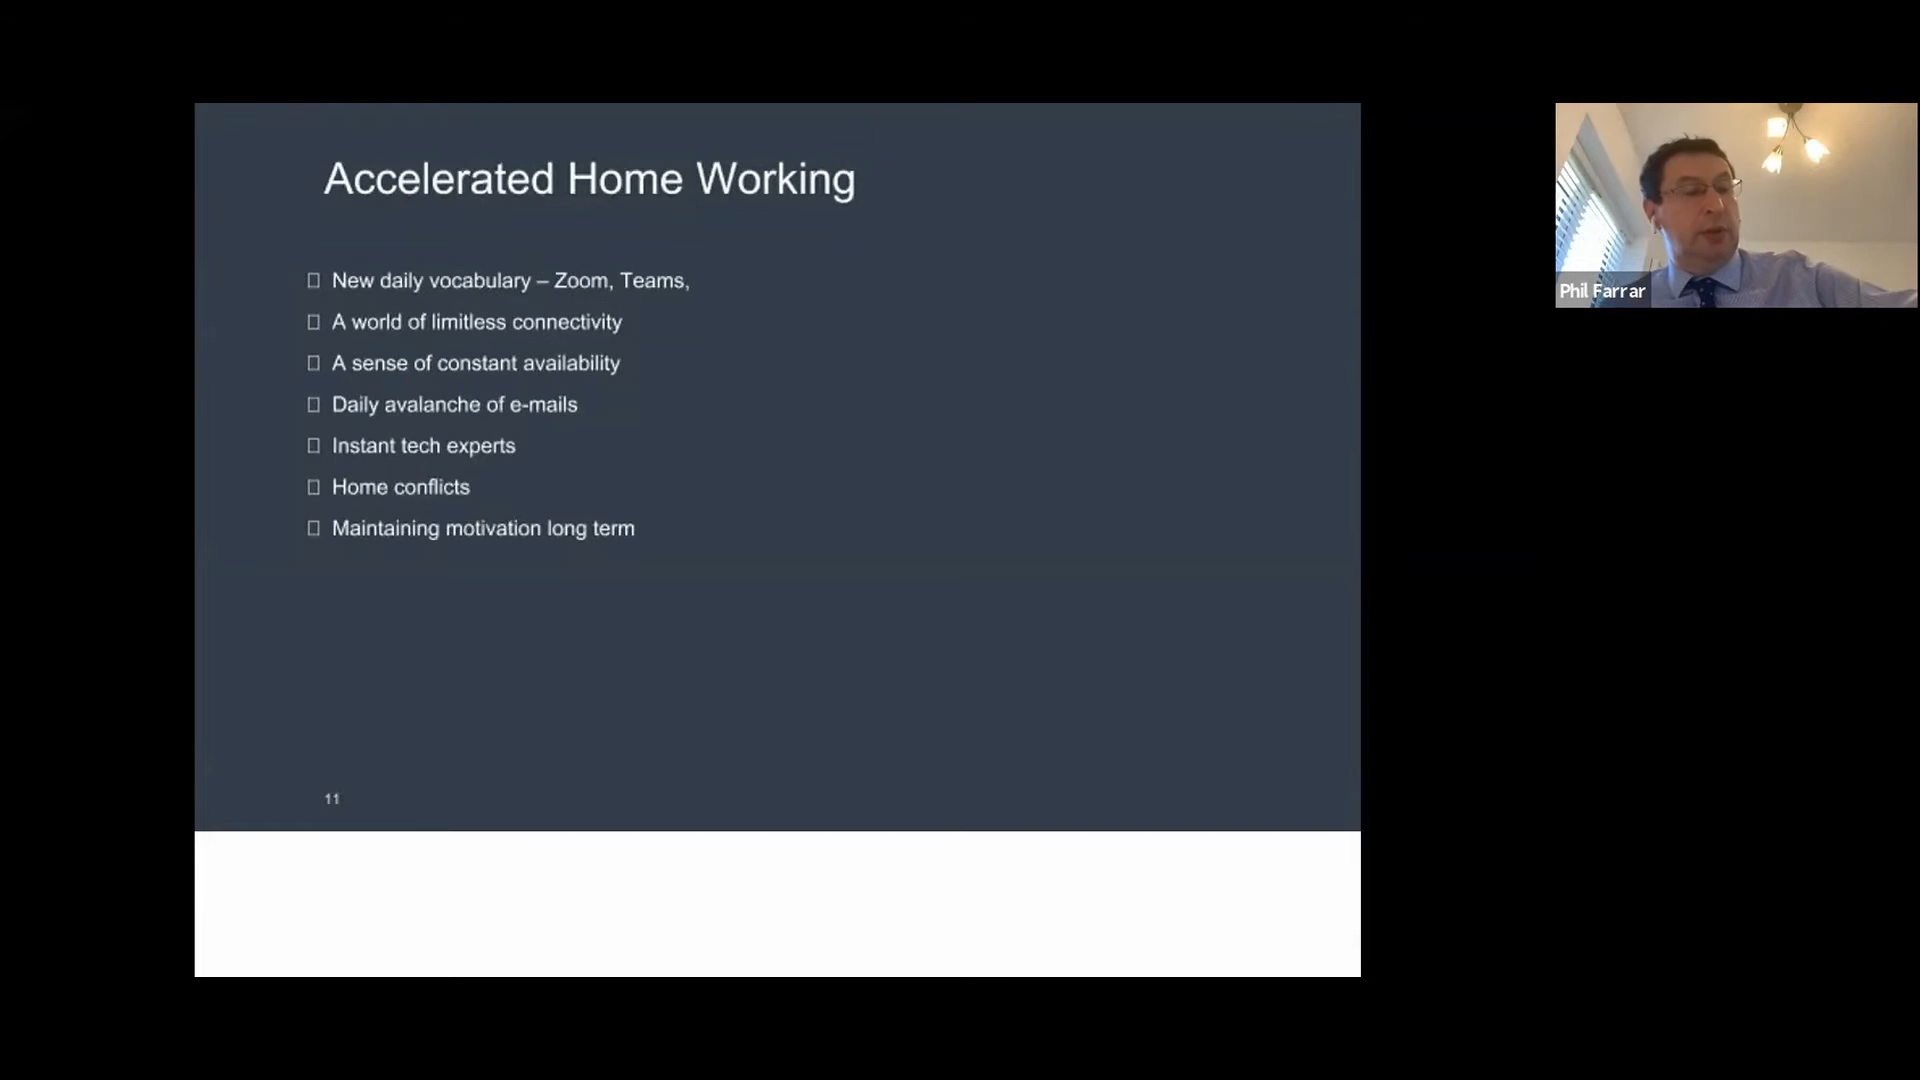 Accelerated Home Working
New daily vocabulary – Zoom, Teams,
A world of limitless connectivity
A sense of constant availability
Daily avalanche of e-mails
Instant tech experts
Home conflicts
Maintaining motivation long term
11
Phil Farrar